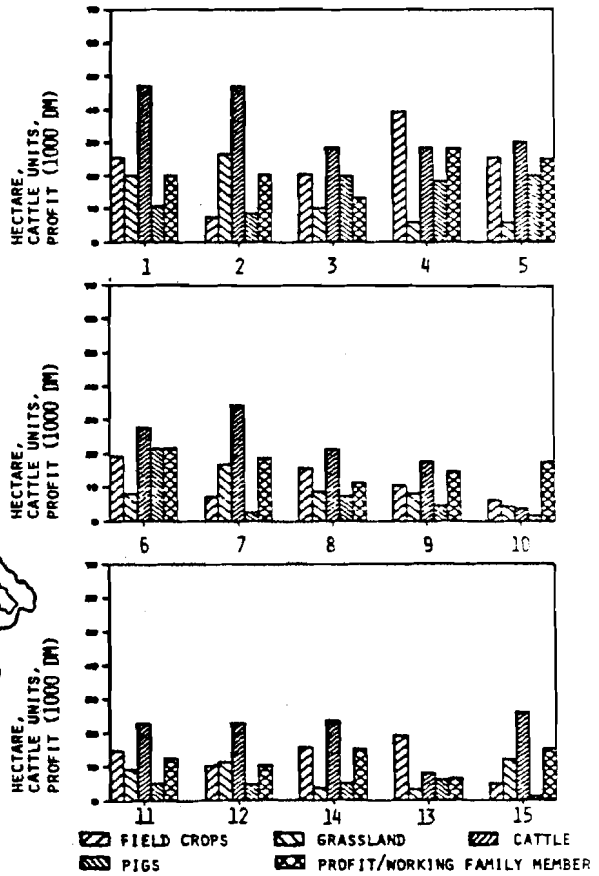 HECTARE,
CATTLE UNITS,
PROFIT (1000 DM)
1 2 3 4 5
HECTARE,
CATTLE UNITS,
PROFIT (1000 DM)
6 7 8 9 10
HECTARE,
CATTLE UNITS,
PROFIT (1000 DM)
11 12 14 13 15
FIELD CROPS GRASSLAND CATTLE
PIGS PROFIT/WORKING FAMILY MEMBER